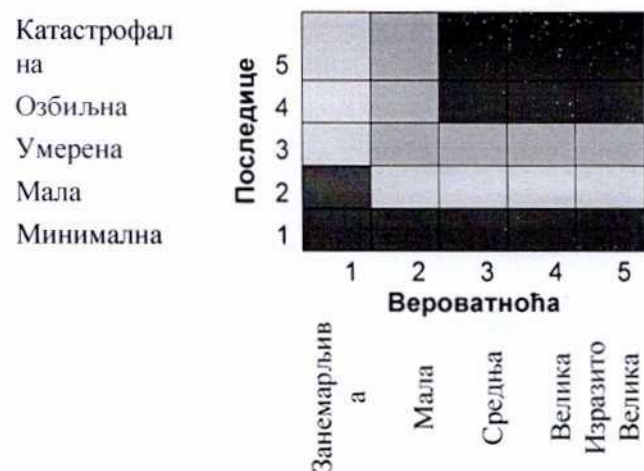 Катастрофал
на
Озбиљна
Умерена
Мала
Минимална
Последице
5
4
3
2
1
1 2 3 4 5
Вероватноћа
Занемарљив
а
Мала
Средња
Велика
Изразито
Велика